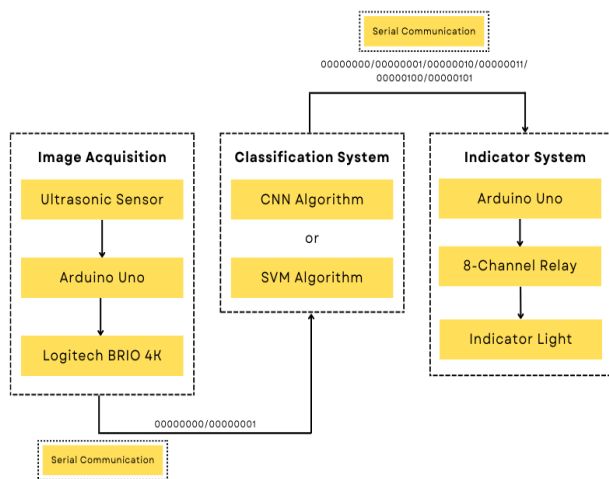 Serial Communication
00000000/00000001/00000010/00000011/
00000100/00000101
Image Acquisition
Ultrasonic Sensor
Arduino Uno
Logitech BRIO 4K
Classification System
CNN Algorithm
or
SVM Algorithm
Indicator System
Arduino Uno
8-Channel Relay
Indicator Light
00000000/00000001
Serial Communication